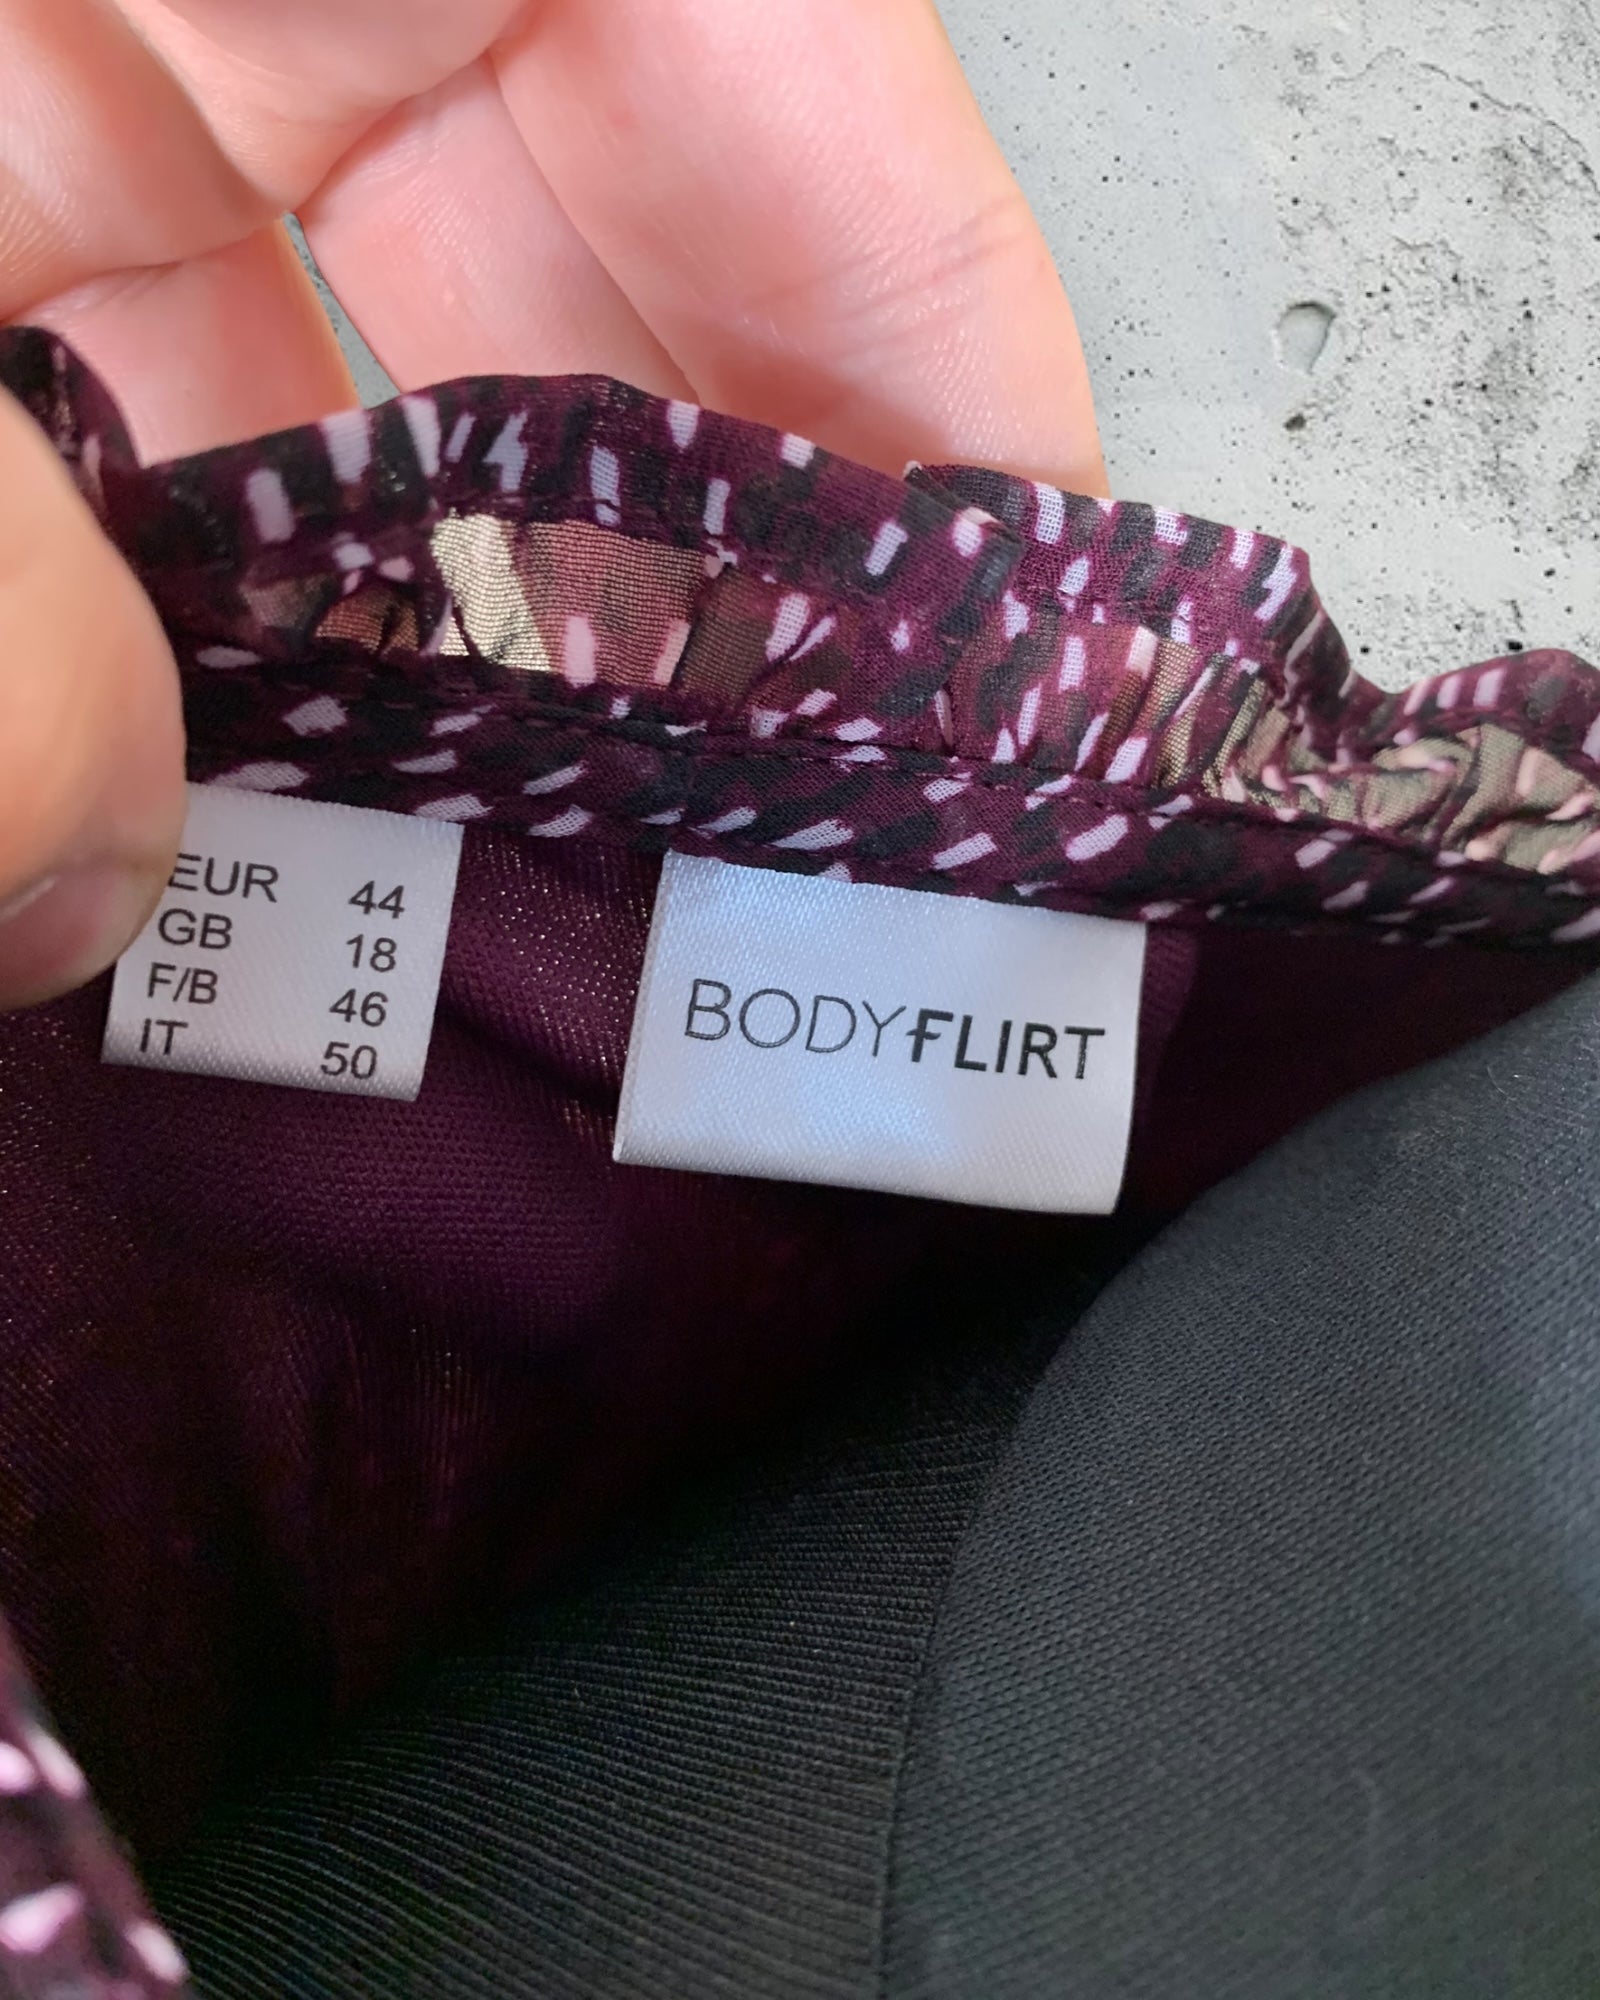 EUR 44
GB 18
F/B 46
IT 50
BODYFLIRT